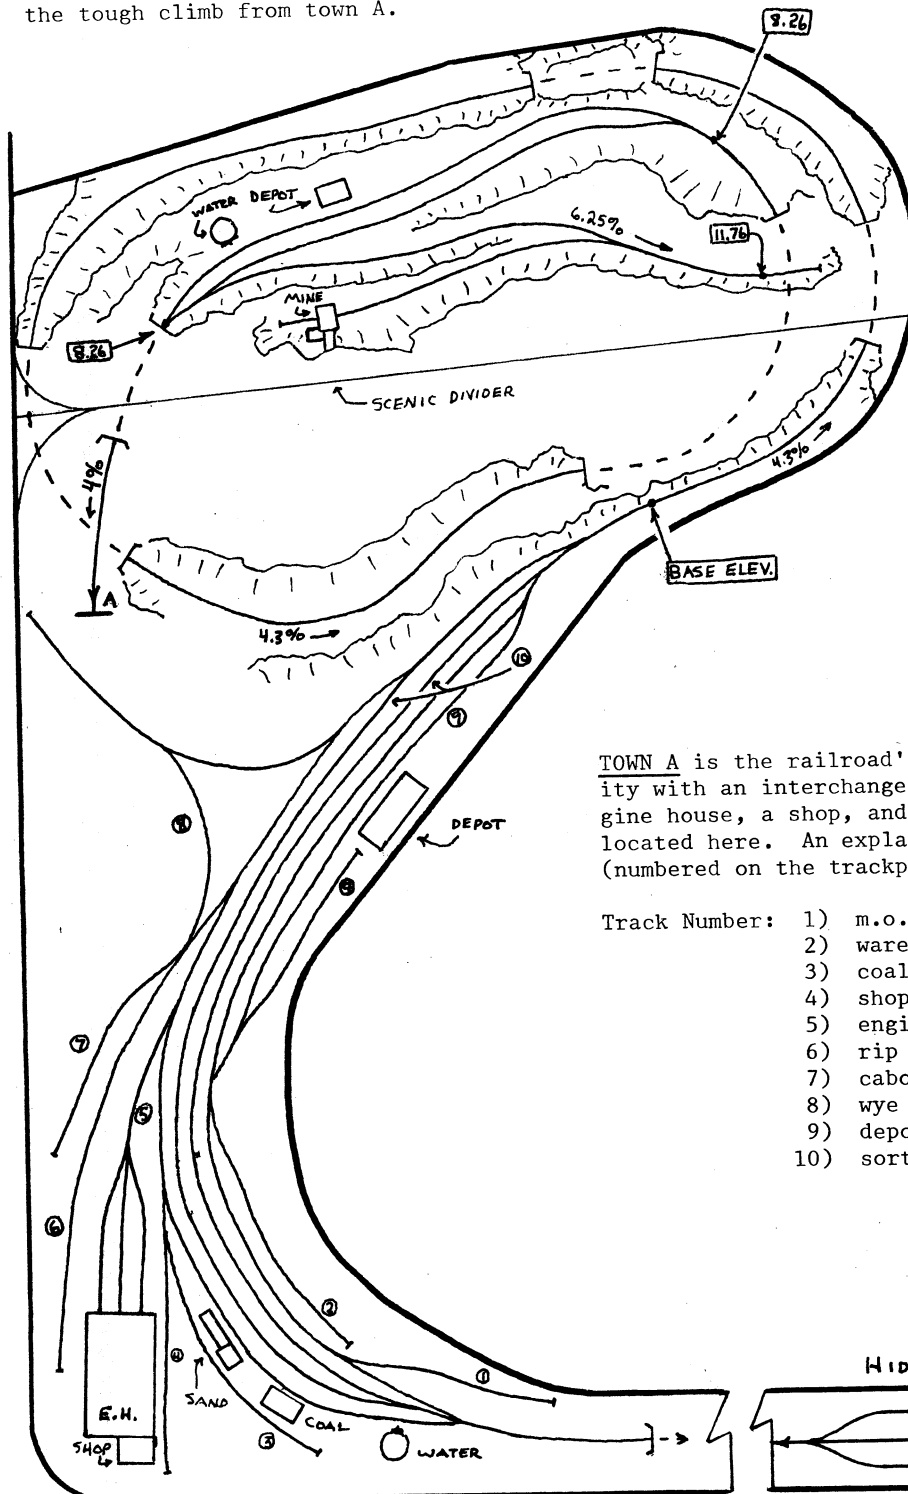 the tough climb from town A.
8.26
WATER
DEPOT
6.25%
11.76
MINE
8.26
SCENIC DIVIDER
4%
4.3%
BASE ELEV.
A
4.3%
10
9
TOWN A is the railroad'
ity with an interchange
gine house, a shop, and
located here. An expla
(numbered on the trackp
8
DEPOT
9
Track Number: 1) m.o.
2) ware
3) coal
4) shop
5) engi
6) rip
7) cabo
8) wye
9) depo
10) sort
7
5
6
2
4
1
HID
SAND
E.H.
COAL
3
SHOP
WATER